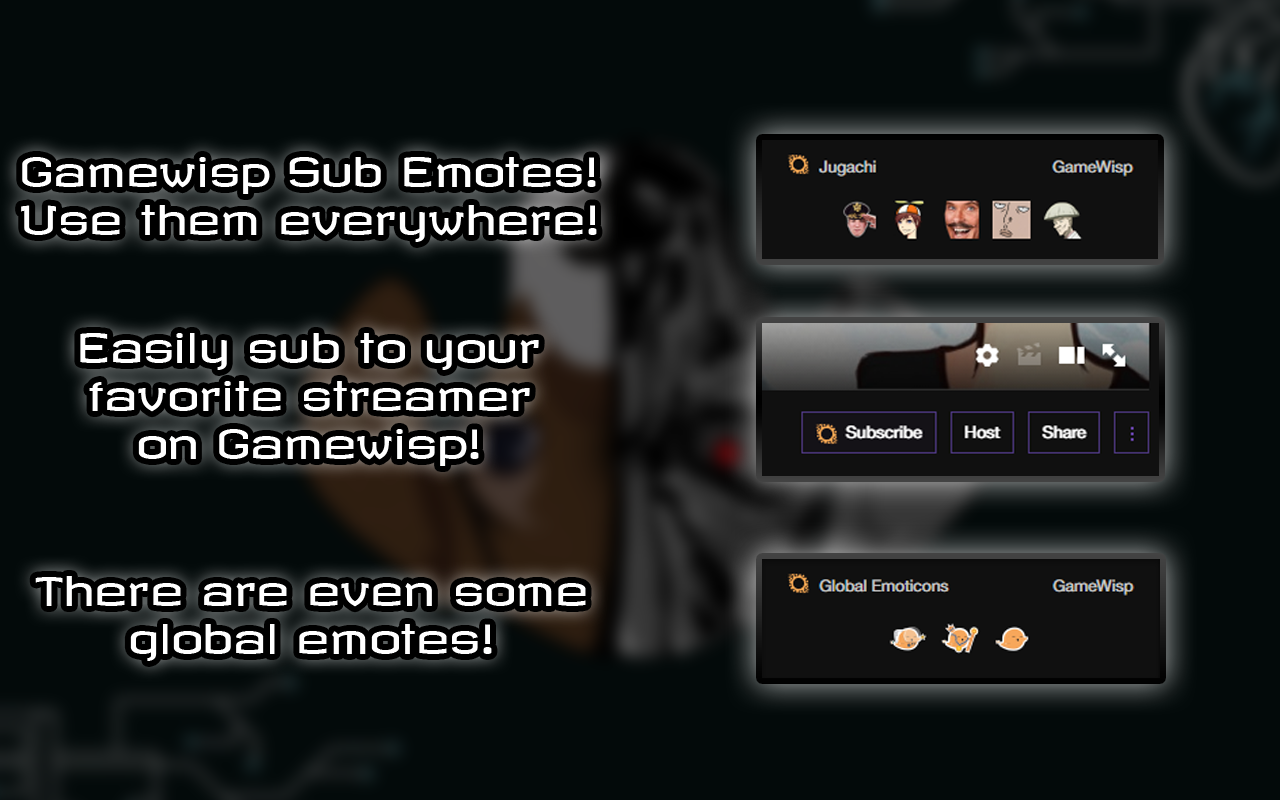 Gamewisp Sub Emotes!
Use them everywhere!
Jugachi GameWisp
Easily sub to your
favorite streamer
on Gamewisp!
Subscribe Host Share
There are even some
global emotes!
Global Emoticons GameWisp